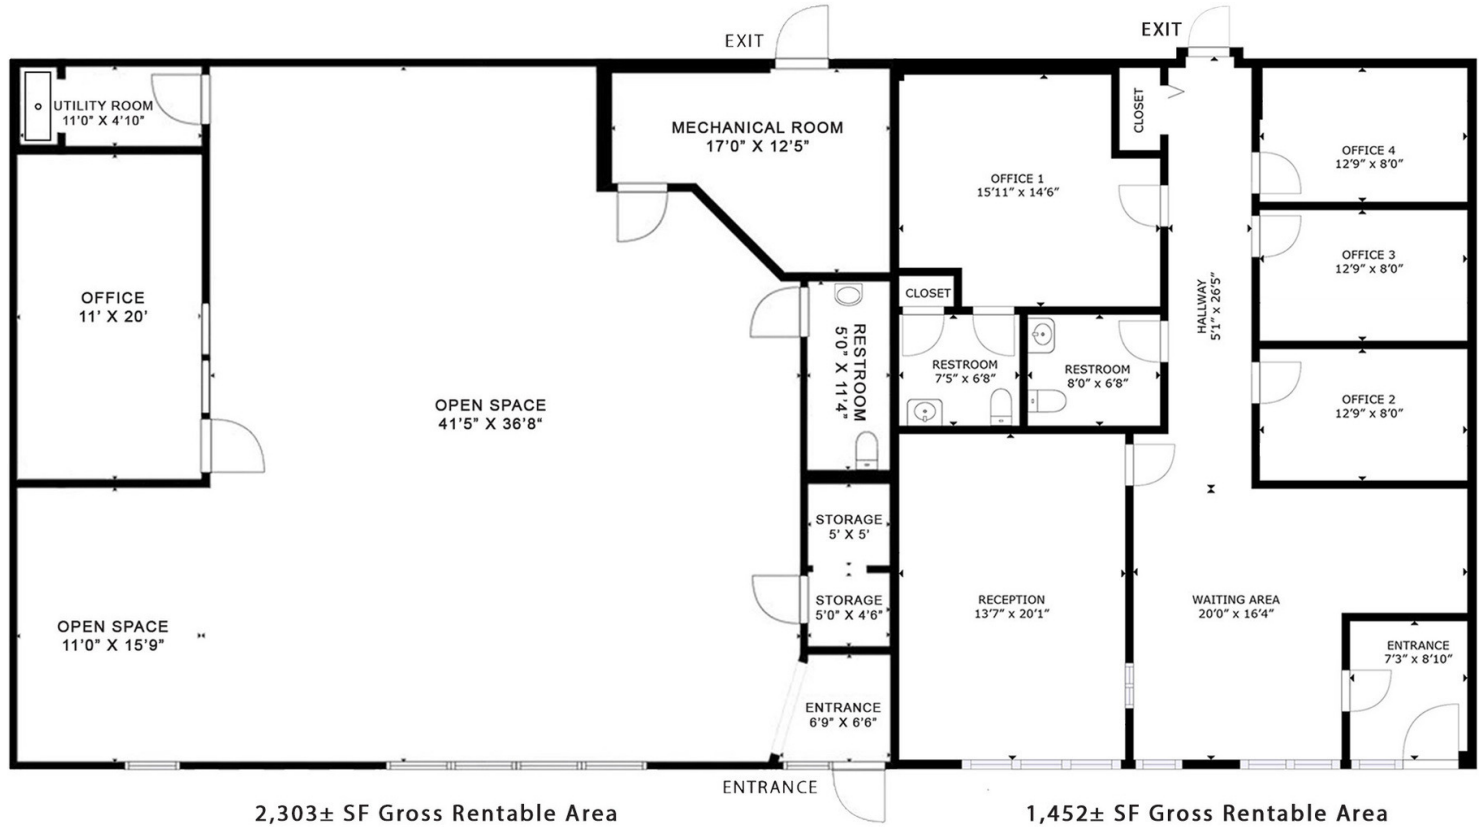 EXIT
UTILITY ROOM
11'0" X 4'10"
MECHANICAL ROOM
17'0" X 12'5"
OFFICE
11' X 20'
OPEN SPACE
41'5" X 36'8"
RESTROOM
5'0" X 11'4"
STORAGE
5' X 5'
STORAGE
5'0" X 4'6"
OPEN SPACE
11'0" X 15'9"
ENTRANCE
6'9" X 6'6"
ENTRANCE
2,303± SF Gross Rentable Area
EXIT
CLOSET
OFFICE 1
15'11" x 14'6"
OFFICE 4
12'9" x 8'0"
OFFICE 3
12'9" x 8'0"
HALLWAY
5'1" x 26'5"
CLOSET
RESTROOM
7'5" x 6'8"
RESTROOM
8'0" x 6'8"
OFFICE 2
12'9" x 8'0"
RECEPTION
13'7" x 20'1"
WAITING AREA
20'0" x 16'4"
ENTRANCE
7'3" x 8'10"
1,452± SF Gross Rentable Area